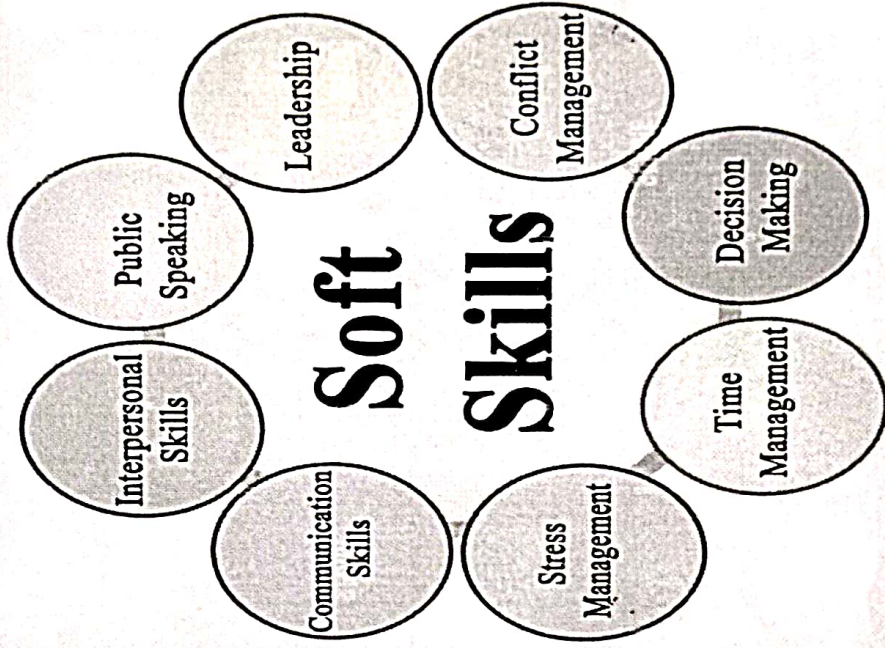 Soft
Skills
Public
Speaking
Leadership
Conflict
Management
Decision
Making
Time
Management
Stress
Management
Communication
Skills
Interpersonal
Skills